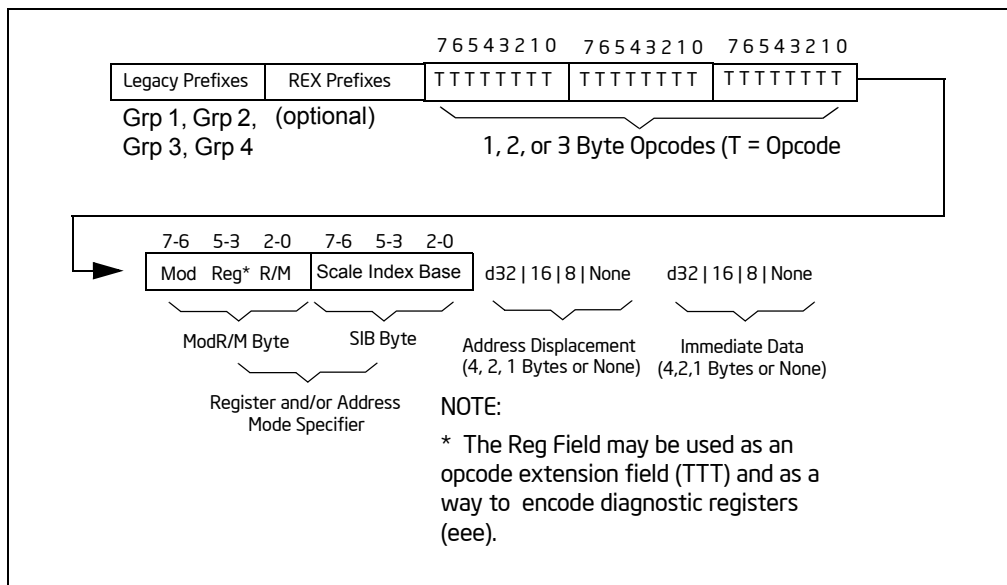 7 6 5 4 3 2 1 0 7 6 5 4 3 2 1 0 7 6 5 4 3 2 1 0
Legacy Prefixes REX Prefixes T T T T T T T T T T T T T T T T T T T T T T T T
Grp 1, Grp 2, (optional)
Grp 3, Grp 4
1, 2, or 3 Byte Opcodes (T = Opcode
7-6 5-3 2-0 7-6 5-3 2-0
Mod Reg* R/M Scale Index Base d32 | 16 | 8 | None d32 | 16 | 8 | None
ModR/M Byte SIB Byte
Address Displacement Immediate Data
(4, 2, 1 Bytes or None) (4,2,1 Bytes or None)
Register and/or Address
Mode Specifier
NOTE:
* The Reg Field may be used as an
opcode extension field (TTT) and as a
way to encode diagnostic registers
(eee).